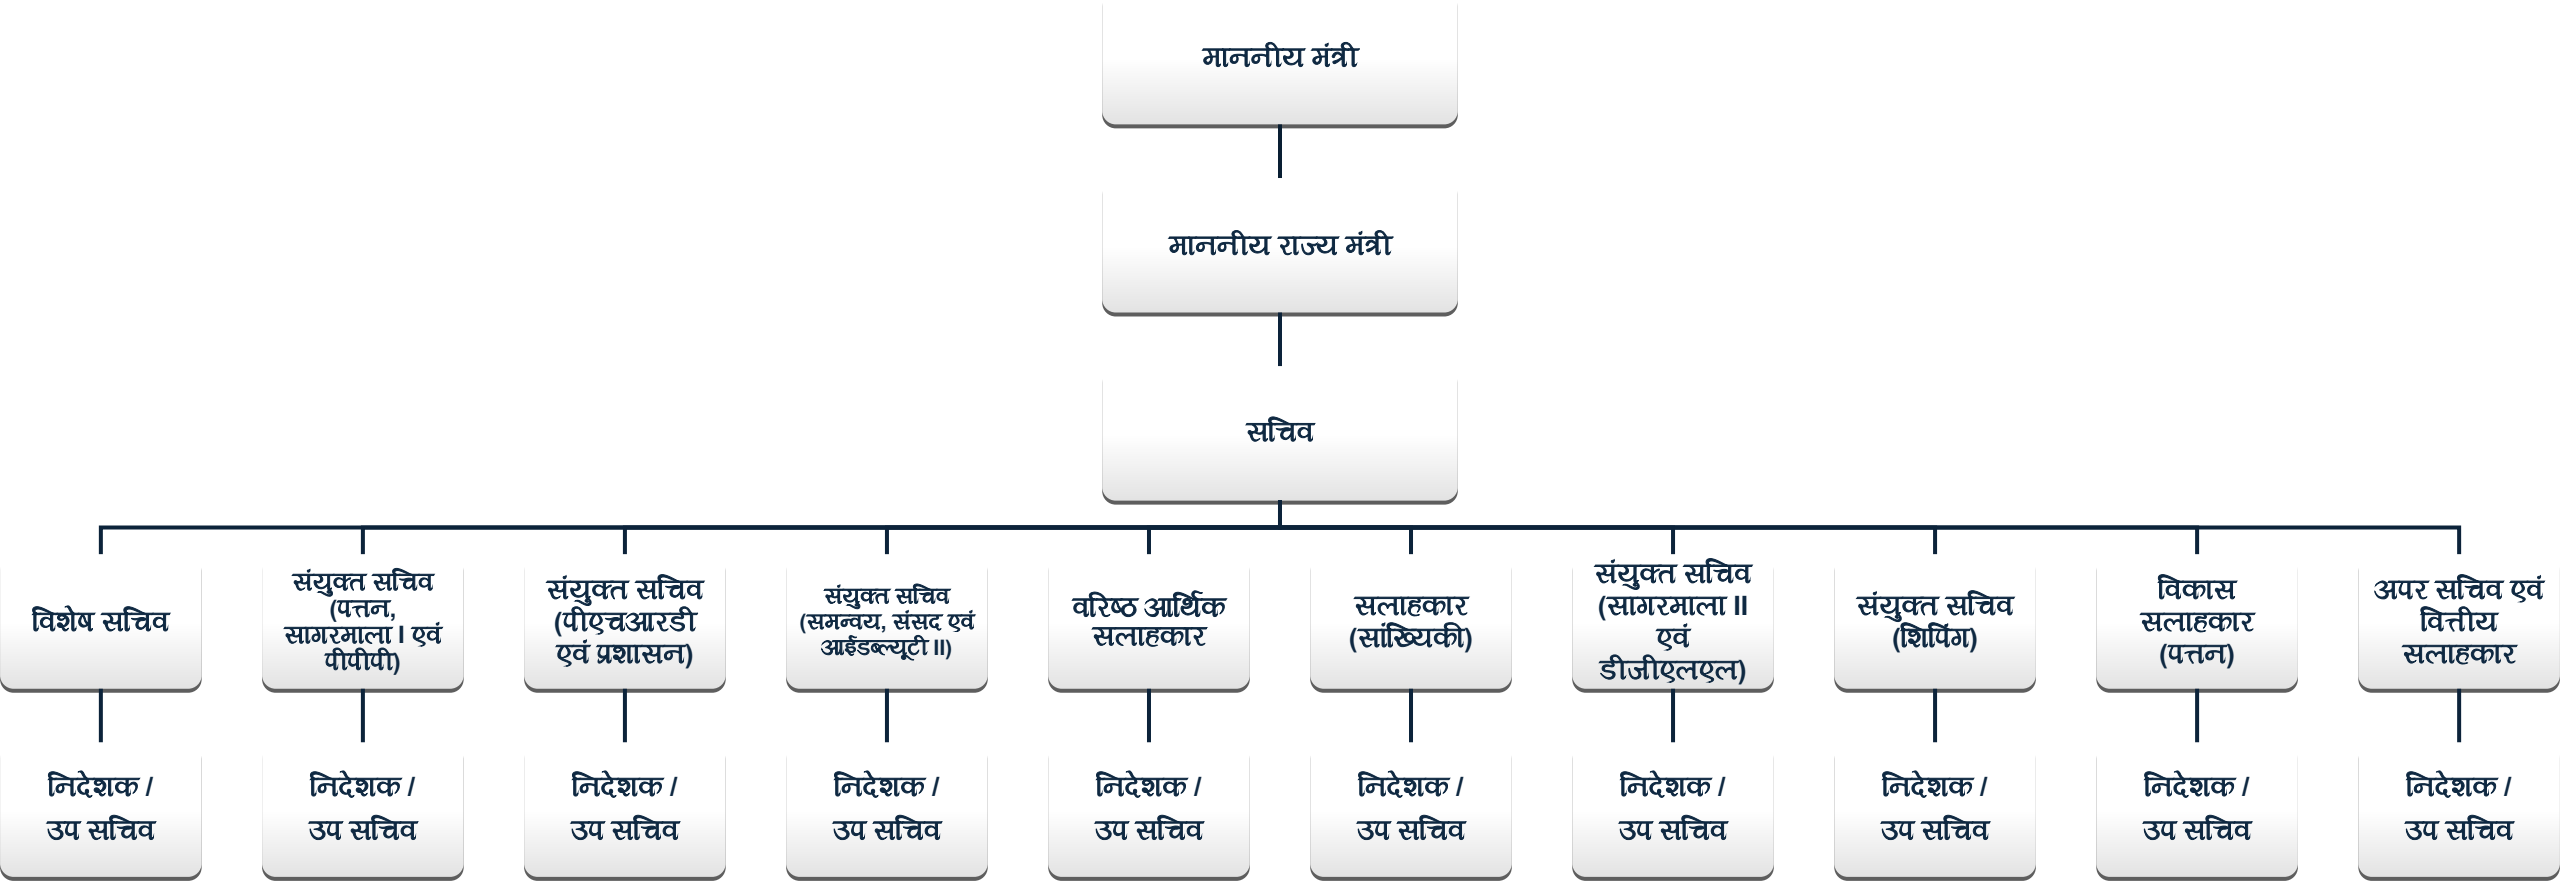 माननीय मंत्री
माननीय राज्य मंत्री
सचिव
विशेष सचिव
संयुक्त सचिव
(पत्तन,
सागरमाला I एवं
पीपीपी)
संयुक्त सचिव
(पीएचआरडी
एवं प्रशासन)
संयुक्त सचिव
(समन्वय, संसद एवं
आईडब्ल्यूटी II)
वरिष्ठ आर्थिक
सलाहकार
सलाहकार
(सांख्यिकी)
संयुक्त सचिव
(सागरमाला II
एवं
डीजीएलएल)
संयुक्त सचिव
(शिपिंग)
विकास
सलाहकार
(पत्तन)
अपर सचिव एवं
वित्तीय
सलाहकार
निदेशक /
उप सचिव
निदेशक /
उप सचिव
निदेशक /
उप सचिव
निदेशक /
उप सचिव
निदेशक /
उप सचिव
निदेशक /
उप सचिव
निदेशक /
उप सचिव
निदेशक /
उप सचिव
निदेशक /
उप सचिव
निदेशक /
उप सचिव